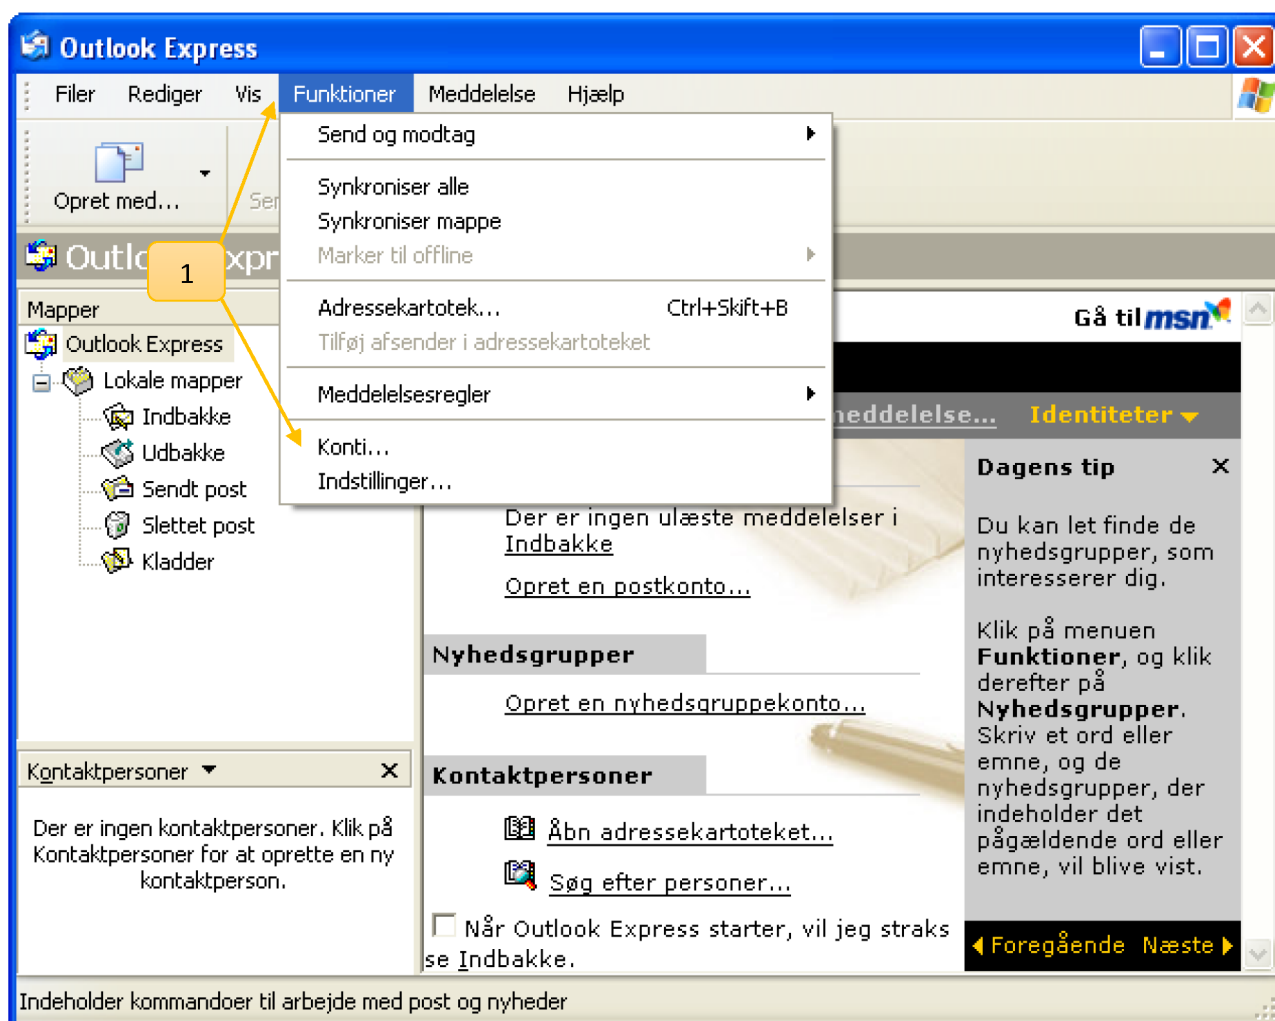 Outlook Express
Filer Rediger Vis Funktioner Meddelelse Hjælp
Send og modtag
Synkroniser alle
Synkroniser mappe
Marker til offline
Adressekartotek... Ctrl+Skift+B
Tilføj afsender i adressekartoteket
Meddelelsesregler
Konti...
Indstillinger...
Opret med...
1
Mapper
Outlook Express
Lokale mapper
Indbakke
Udbakke
Sendt post
Slettet post
Kladder
Gå til msn
Identiteter
Der er ingen ulæste meddelelser i
Indbakke
Opret en postkonto...
Nyhedsgrupper
Opret en nyhedsgruppekonto...
Kontaktpersoner
Åbn adressekartoteket...
Søg efter personer...
Når Outlook Express starter, vil jeg straks
se Indbakke.
Dagens tip
Du kan let finde de
nyhedsgrupper, som
interesserer dig.
Klik på menuen
Funktioner, og klik
derefter på
Nyhedsgrupper.
Skriv et ord eller
emne, og de
nyhedsgrupper, der
indeholder det
pågældende ord eller
emne, vil blive vist.
Foregående Næste
Kontaktpersoner
Der er ingen kontaktpersoner. Klik på
Kontaktpersoner for at oprette en ny
kontaktperson.
Indeholder kommandoer til arbejde med post og nyheder